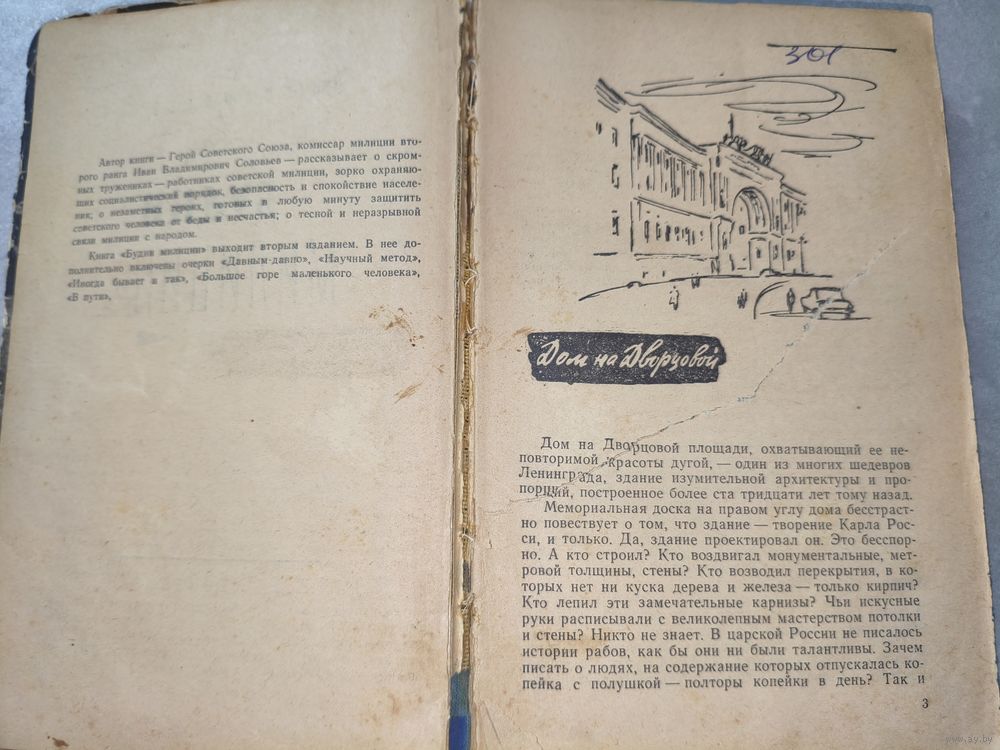 Автор книги — Герой Советского Союза, комиссар милиции вто-
рого ранга Иван Владимирович Соловьев — рассказывает о скром-
ных тружениках — работниках советской милиции, зорко охраняю-
щих социалистический порядок, безопасность и спокойствие населе-
ния; о незаметных героях, готовых в любую минуту защитить
советского человека от беды и несчастья; о тесной и неразрывной
связи милиции с народом.
Книга «Будни милиции» выходит вторым изданием. В нее до-
полнительно включены очерки «Давным-давно», «Научный метод»,
«Иногда бывает и так», «Большое горе маленького человека»,
«В пути».
301
Дом на Дворцовой
Дом на Дворцовой площади, охватывающий ее не-
повторимой красоты дугой, — один из многих шедевров
Ленинграда, здание изумительной архитектуры и про-
порций, построенное более ста тридцати лет тому назад.
Мемориальная доска на правом углу дома бесстраст-
но повествует о том, что здание — творение Карла Рос-
си, и только. Да, здание проектировал он. Это бесспор-
но. А кто строил? Кто воздвигал монументальные, мет-
ровой толщины, стены? Кто возводил перекрытия, в ко-
торых нет ни куска дерева и железа — только кирпич?
Кто лепил эти замечательные карнизы? Чьи искусные
руки расписывали с великолепным мастерством потолки
и стены? Никто не знает. В царской России не писалось
истории рабов, как бы они ни были талантливы. Зачем
писать о людях, на содержание которых отпускалась ко-
пейка с полушкой — полторы копейки в день? Так и
3
www.ay.by